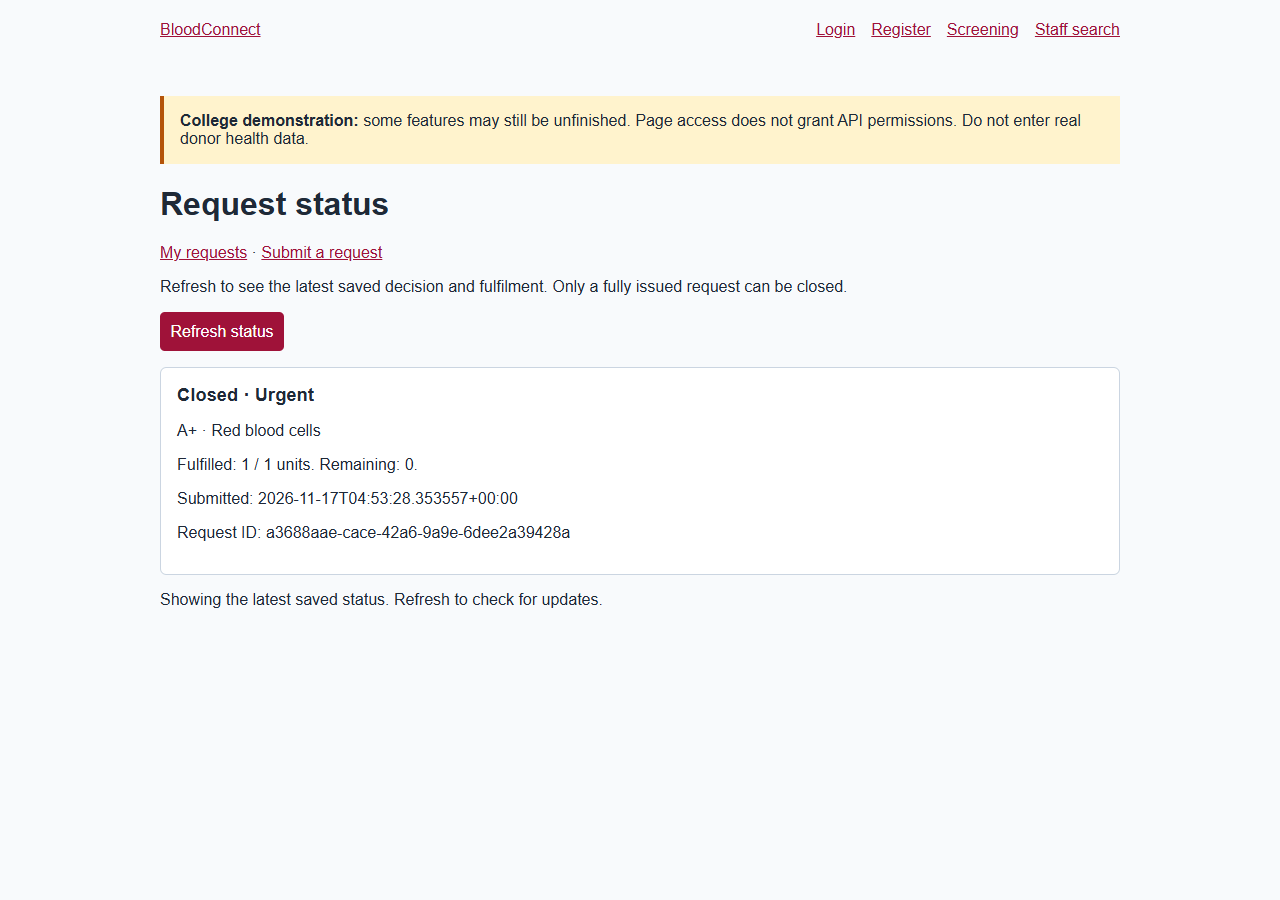 BloodConnect
Login Register Screening Staff search
College demonstration: some features may still be unfinished. Page access does not grant API permissions. Do not enter real
donor health data.
Request status
My requests · Submit a request
Refresh to see the latest saved decision and fulfilment. Only a fully issued request can be closed.
Refresh status
Closed · Urgent
A+ · Red blood cells
Fulfilled: 1 / 1 units. Remaining: 0.
Submitted: 2026-11-17T04:53:28.353557+00:00
Request ID: a3688aae-cace-42a6-9a9e-6dee2a39428a
Showing the latest saved status. Refresh to check for updates.